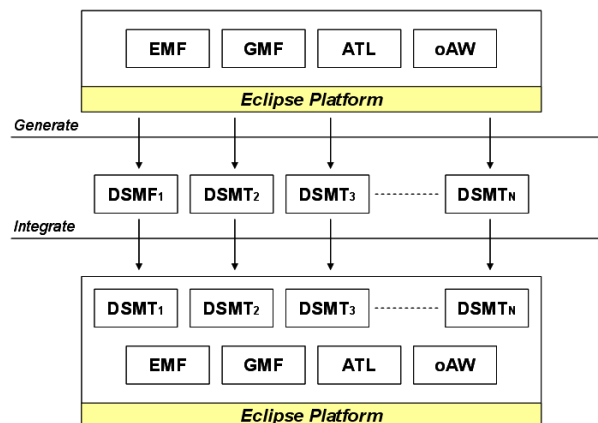 EMF GMF ATL oAW
Eclipse Platform
Generate
DSMF1 DSMT2 DSMT3 DSMTN
Integrate
DSMT1 DSMT2 DSMT3 DSMTN
EMF GMF ATL oAW
Eclipse Platform